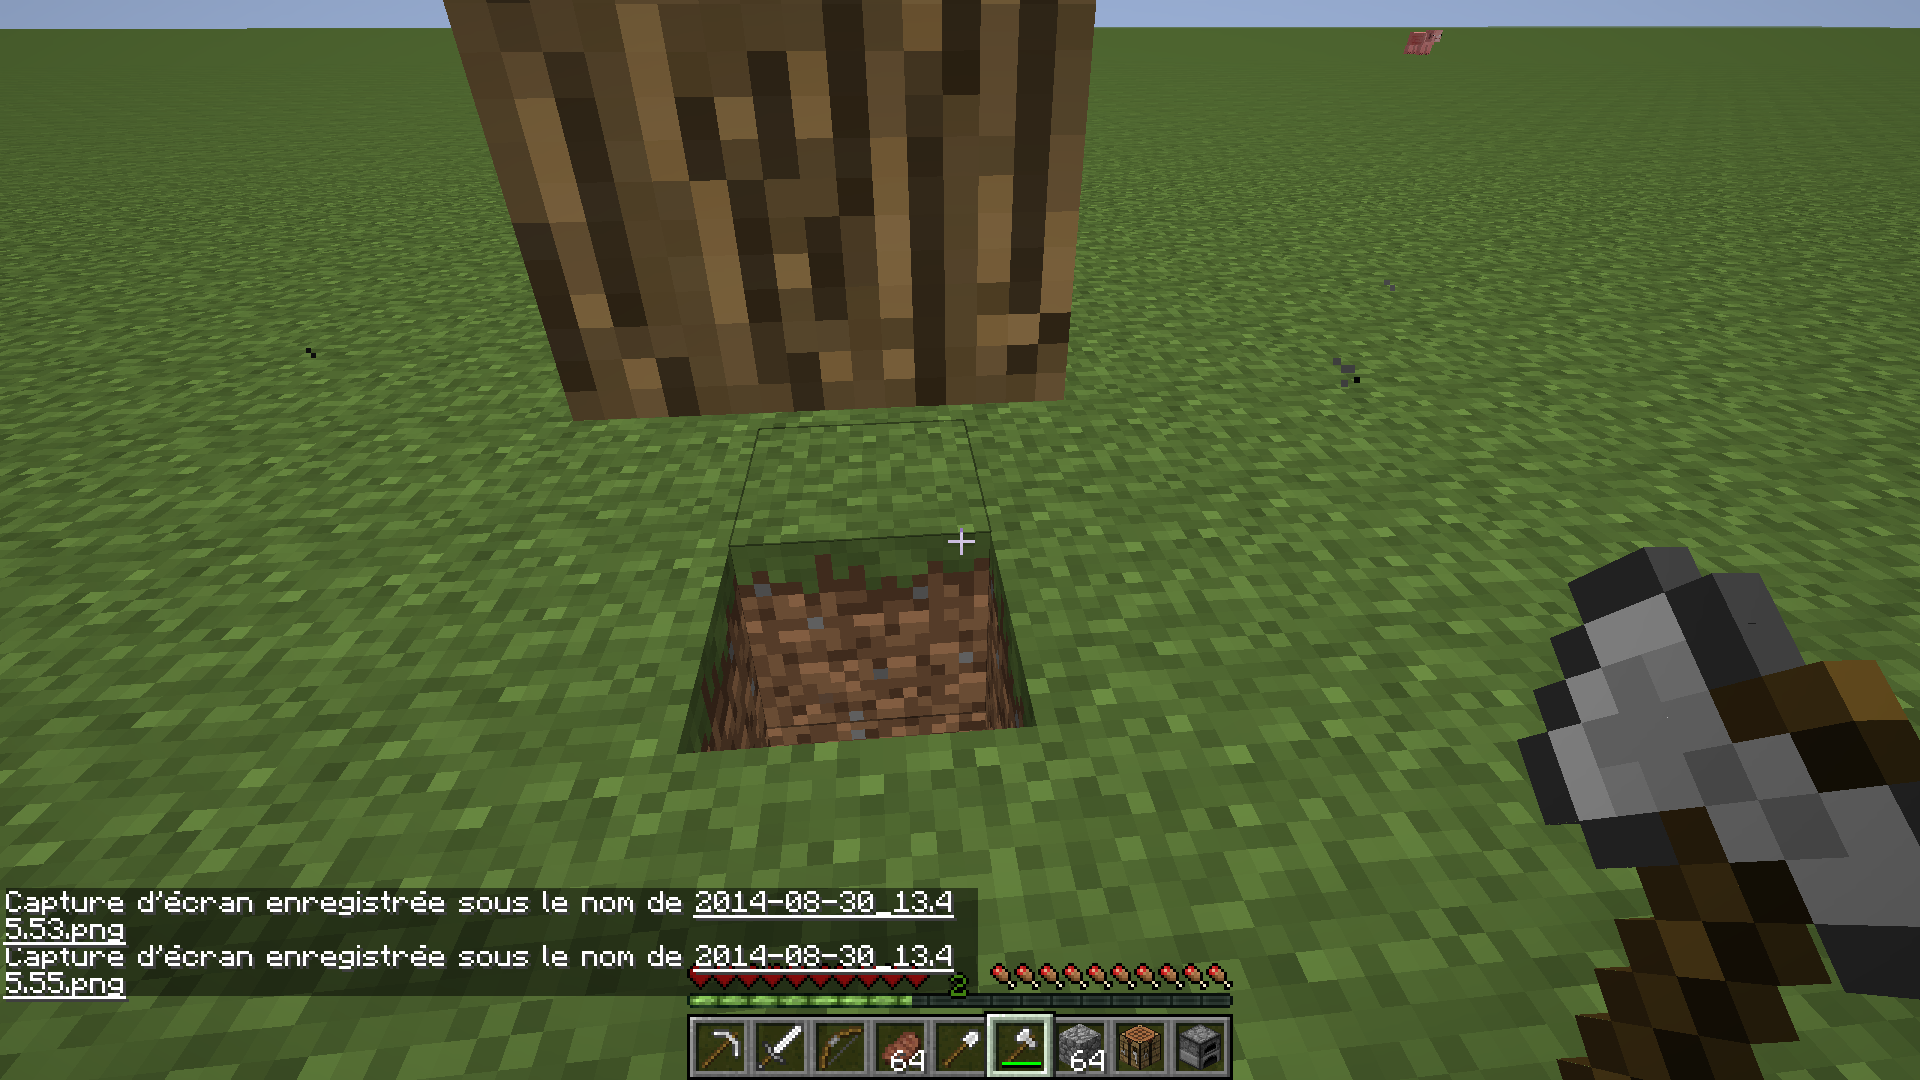 Capture d'écran enregistrée sous le nom de 2014-08-30_13.4
5.53.png
Capture d'écran enregistrée sous le nom de 2014-08-30_13.4
5.55.png
2
64
64